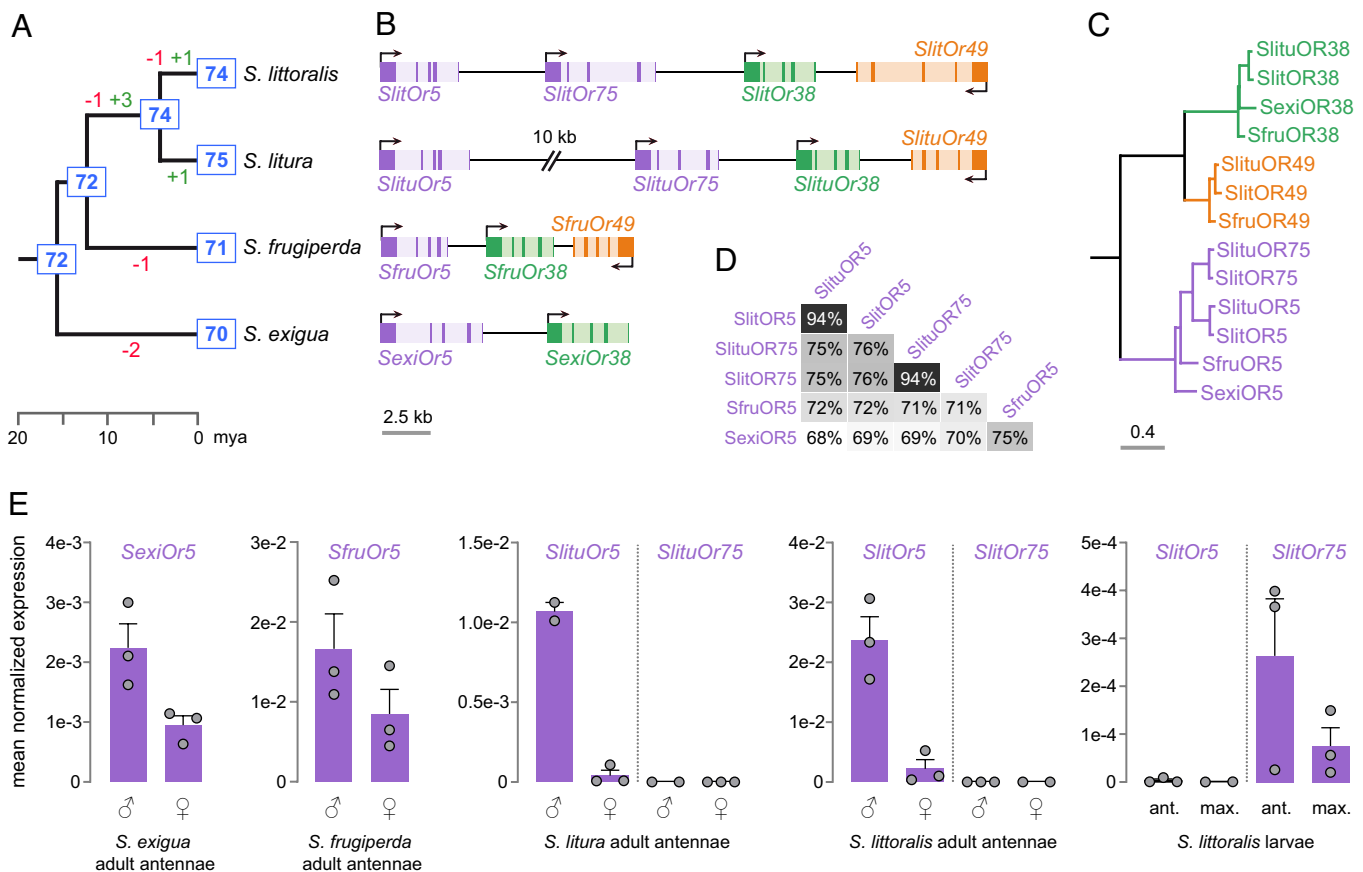 A
-1 +1
74 S. littoralis
-1 +3
74
75 S. litura
+1
72
72
71 S. frugiperda
-1
70 S. exigua
-2
20 10 0 mya
B
SlitOr49
SlitOr5 SlitOr75 SlitOr38
10 kb
SlituOr49
SlituOr5 SlituOr75 SlituOr38
SfruOr49
SfruOr5 SfruOr38
SexiOr5 SexiOr38
2.5 kb
C
SlituOR38
SlitOR38
SexiOR38
SfruOR38
SlituOR49
SlitOR49
SfruOR49
SlituOR75
SlitOR75
SlituOR5
SlitOR5
SfruOR5
SexiOR5
0.4
D
SlituOR5 SlitOR5 SlituOR75 SlitOR75 SfruOR5
SlitOR5 94%
SlituOR75 75% 76%
SlitOR75 75% 76% 94%
SfruOR5 72% 72% 71% 71%
SexiOR5 68% 69% 69% 70% 75%
E
mean normalized expression
SexiOr5
4e-3
3e-3
2e-3
1e-3
0
♂ ♀
S. exigua
adult antennae
SfruOr5
3e-2
2e-2
1e-2
0
♂ ♀
S. frugiperda
adult antennae
SlituOr5 SlituOr75
1.5e-2
1.0e-2
0.5e-3
0
♂ ♀ ♂ ♀
S. litura adult antennae
SlitOr5 SlitOr75
4e-2
3e-2
2e-2
1e-2
0
♂ ♀ ♂ ♀
S. littoralis adult antennae
SlitOr5 SlitOr75
5e-4
4e-4
3e-4
2e-4
1e-4
0
ant. max. ant. max.
S. littoralis larvae